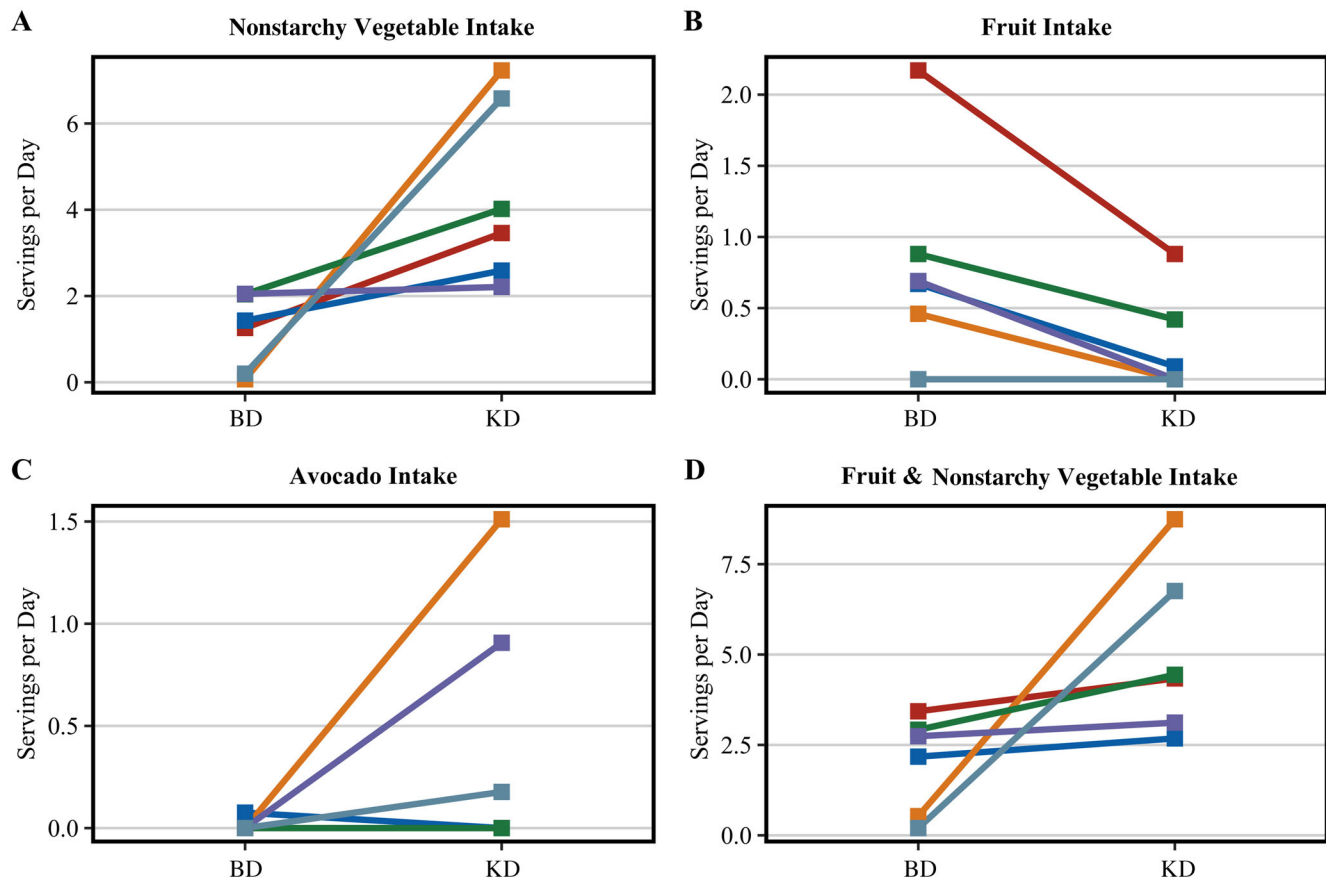 A
Nonstarchy Vegetable Intake
Servings per Day
6
4
2
0
BD
KD
B
Fruit Intake
Servings per Day
2.0
1.5
1.0
0.5
0.0
BD
KD
C
Avocado Intake
Servings per Day
1.5
1.0
0.5
0.0
BD
KD
D
Fruit & Nonstarchy Vegetable Intake
Servings per Day
7.5
5.0
2.5
0.0
BD
KD